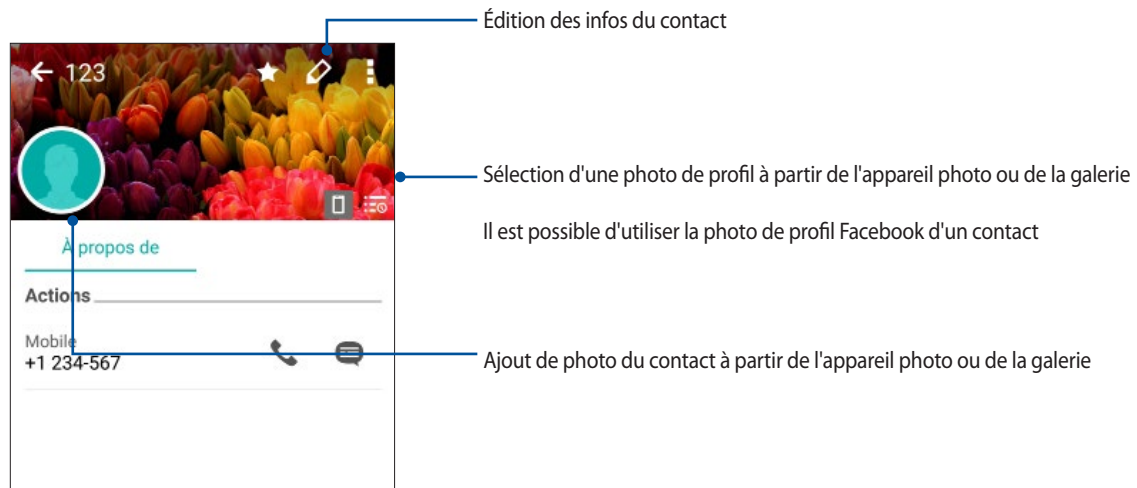 Édition des infos du contact
123
Sélection d'une photo de profil à partir de l'appareil photo ou de la galerie
Il est possible d'utiliser la photo de profil Facebook d'un contact
À propos de
Actions
Mobile
+1 234-567
Ajout de photo du contact à partir de l'appareil photo ou de la galerie